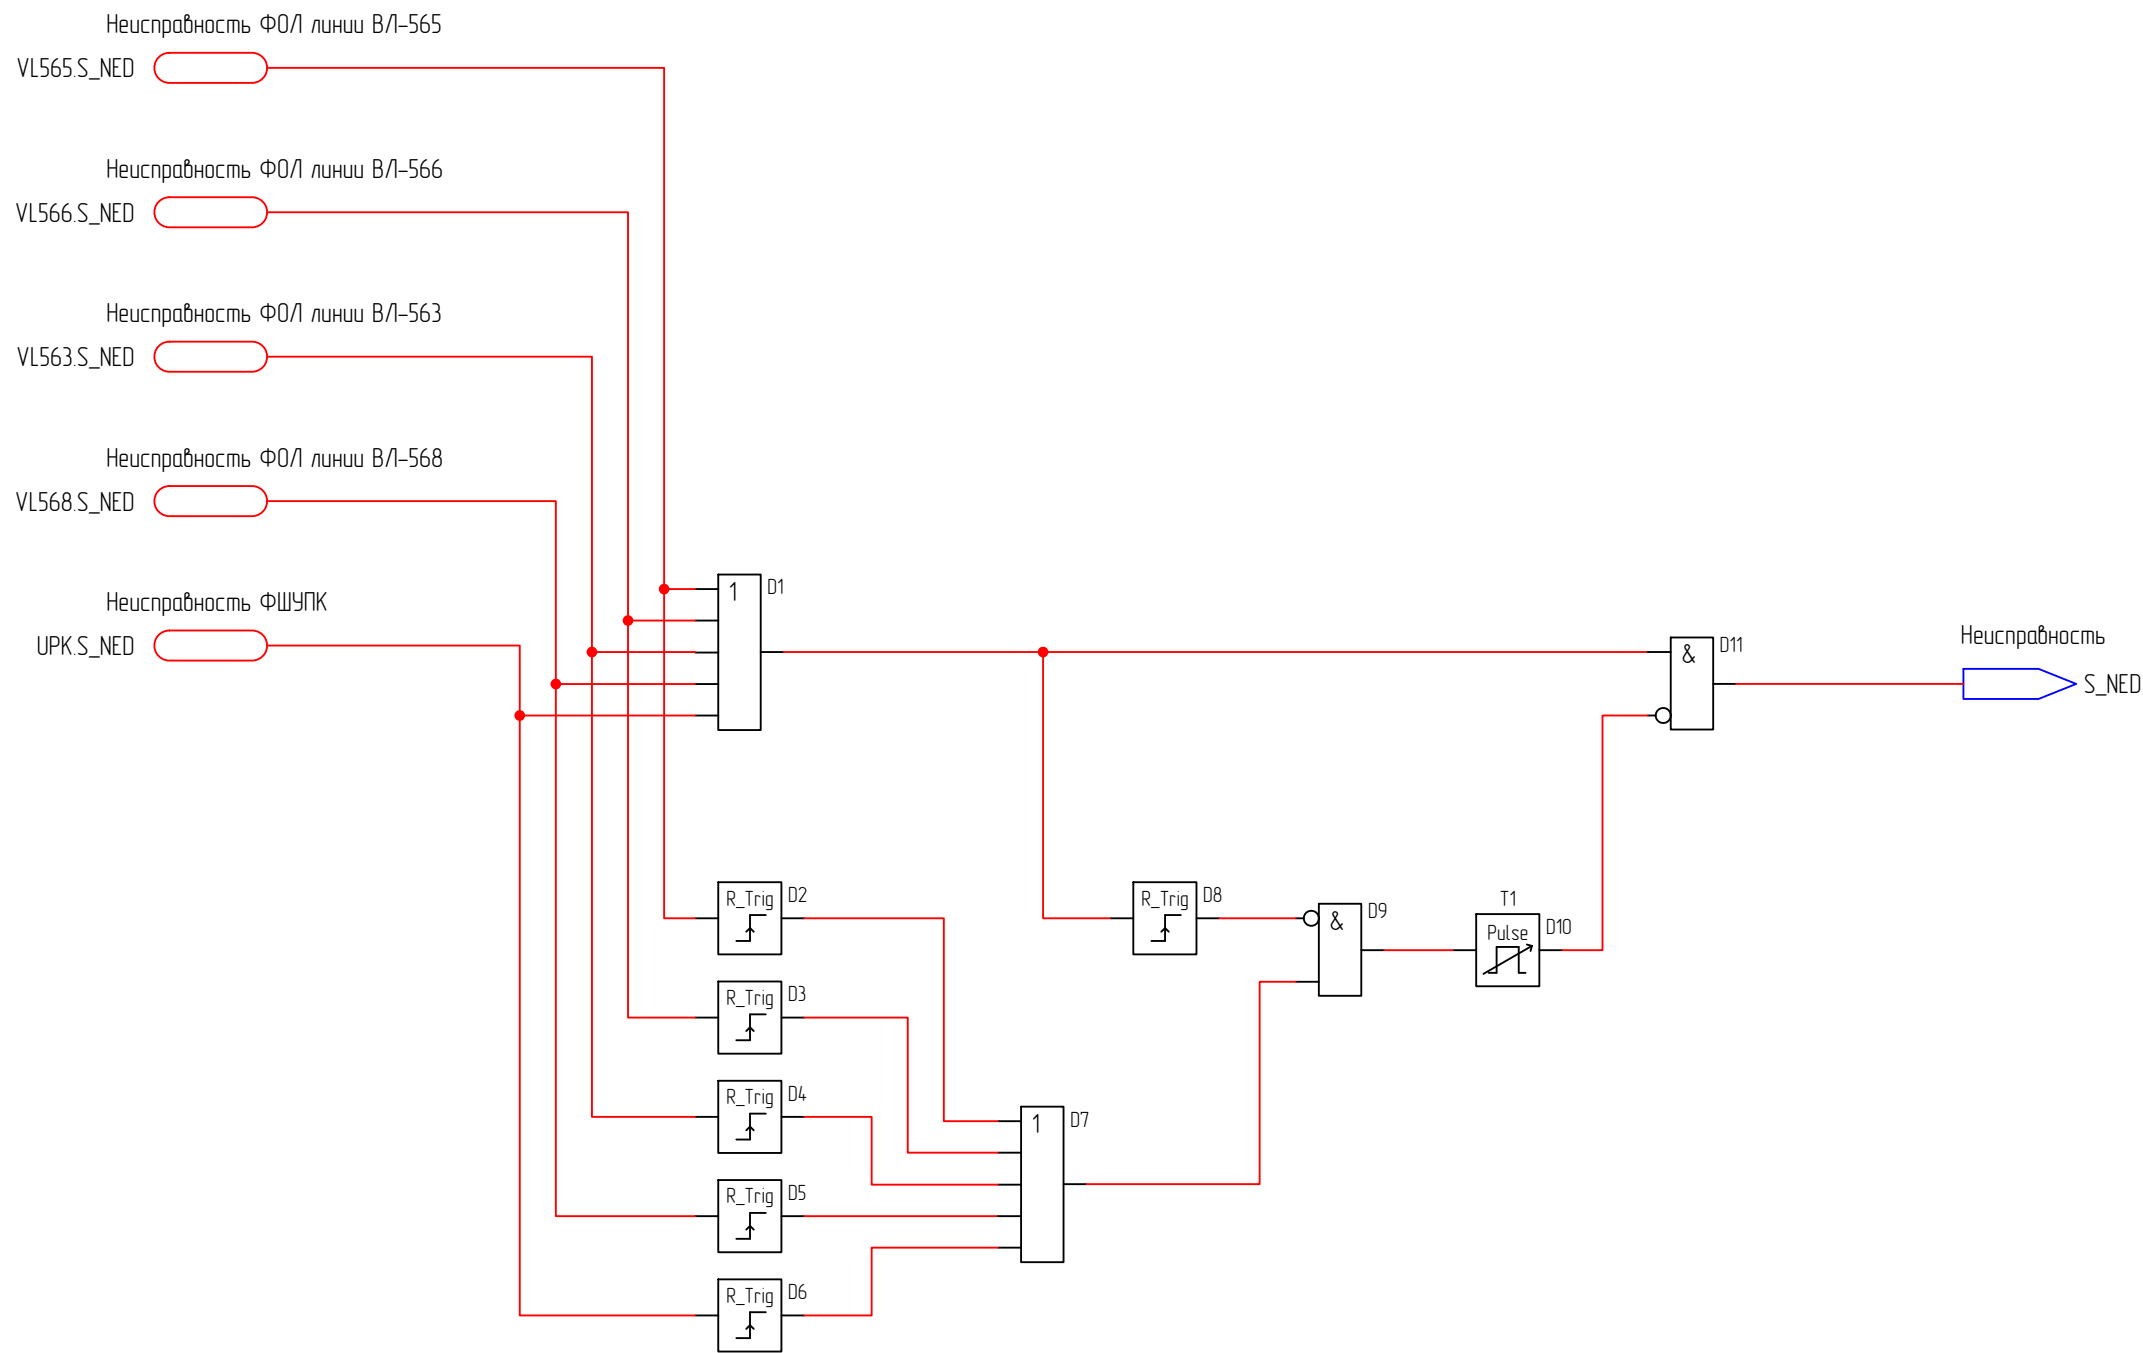 Неисправность ФОЛ линии ВЛ-565
VL565.S_NED
Неисправность ФОЛ линии ВЛ-566
VL566.S_NED
Неисправность ФОЛ линии ВЛ-563
VL563.S_NED
Неисправность ФОЛ линии ВЛ-568
VL568.S_NED
Неисправность ФШУПК
UPK.S_NED
1
D1
&
D11
Неисправность
S_NED
R_Trig
D2
R_Trig
D3
R_Trig
D4
R_Trig
D5
R_Trig
D6
1
D7
R_Trig
D8
&
D9
T1
Pulse
D10